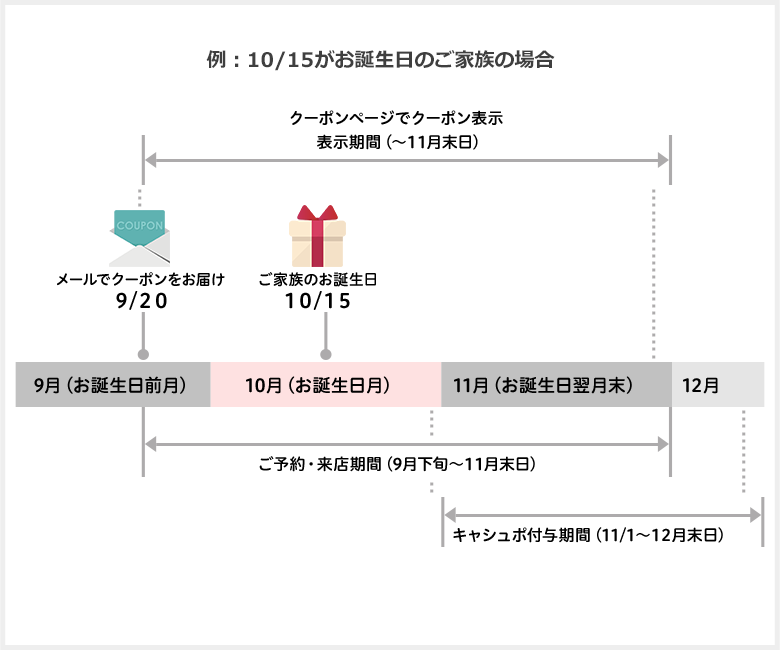 例：10/15がお誕生日のご家族の場合
クーポンページでクーポン表示
表示期間（～11月末日）
COUPON
メールでクーポンをお届け
9/20
ご家族のお誕生日
10/15
9月（お誕生日前月）
10月（お誕生日月）
11月（お誕生日翌月末）
12月
ご予約・来店期間（9月下旬～11月末日）
キャシュポ付与期間（11/1～12月末日）